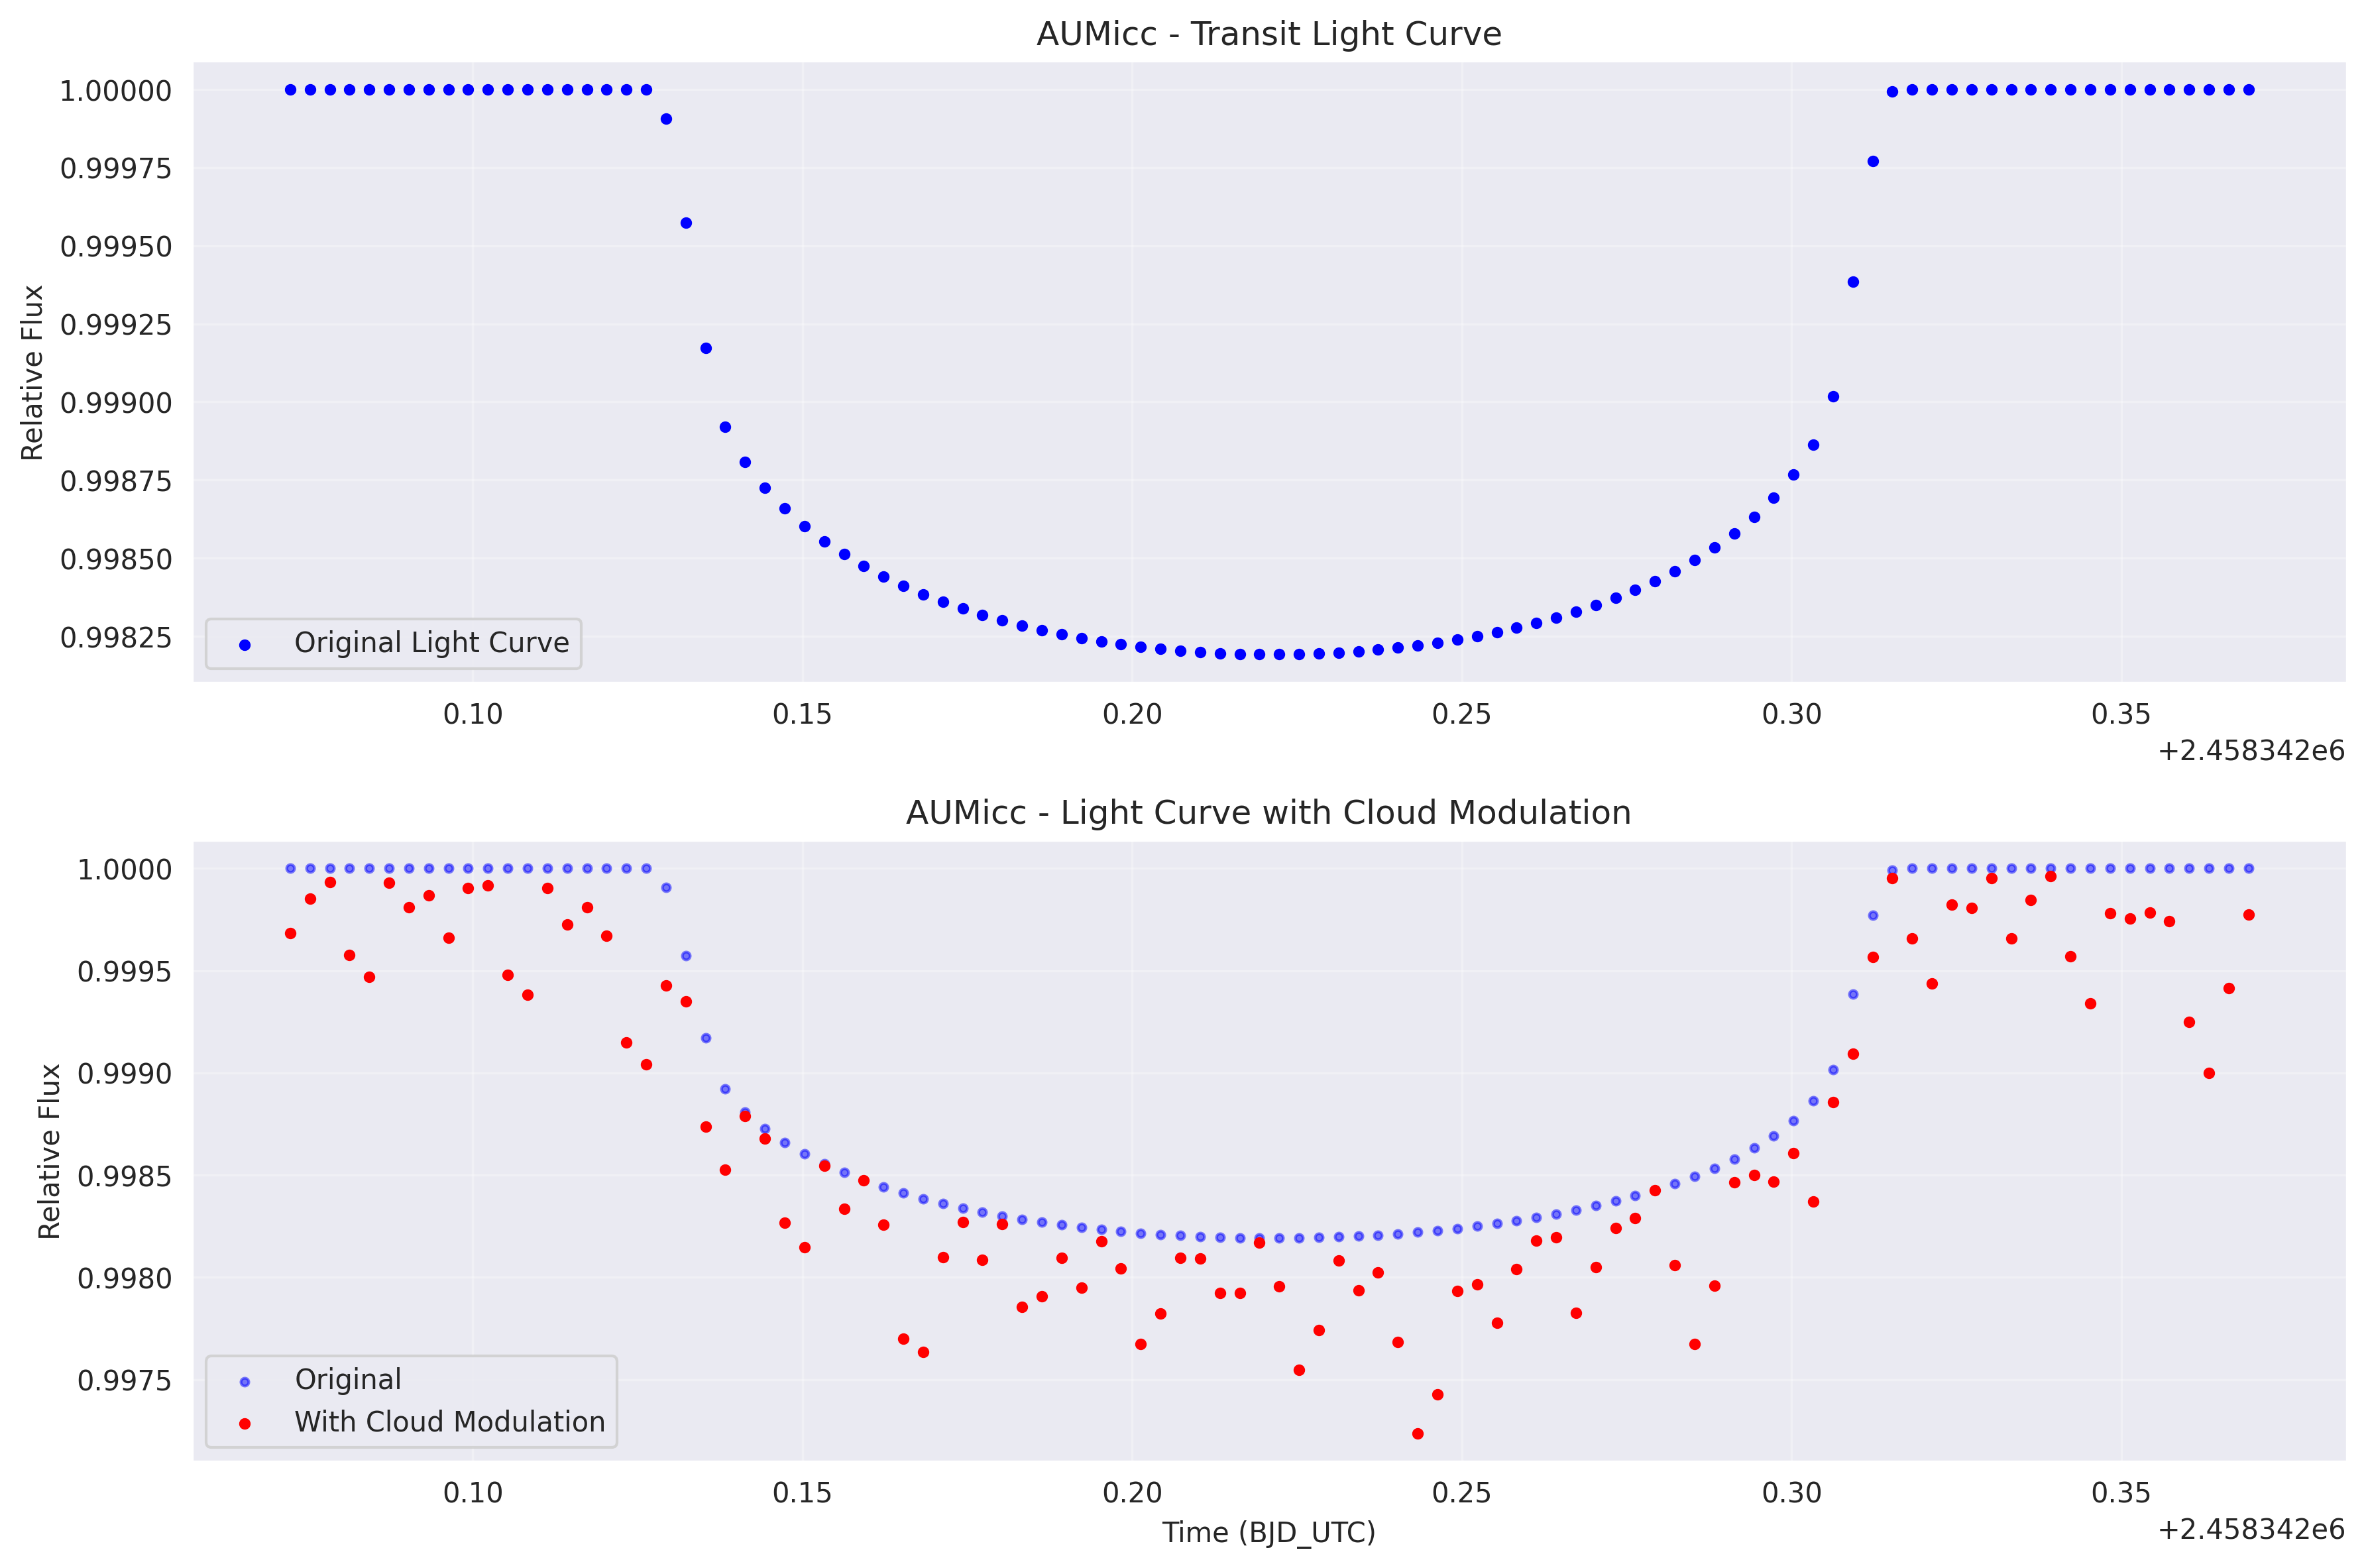 AUMicc - Transit Light Curve
Relative Flux
1.00000
0.99975
0.99950
0.99925
0.99900
0.99875
0.99850
0.99825
Original Light Curve
0.10 0.15 0.20 0.25 0.30 0.35
+2.458342e6
AUMicc - Light Curve with Cloud Modulation
Relative Flux
1.0000
0.9995
0.9990
0.9985
0.9980
0.9975
Original
With Cloud Modulation
0.10 0.15 0.20 0.25 0.30 0.35
Time (BJD_UTC)
+2.458342e6